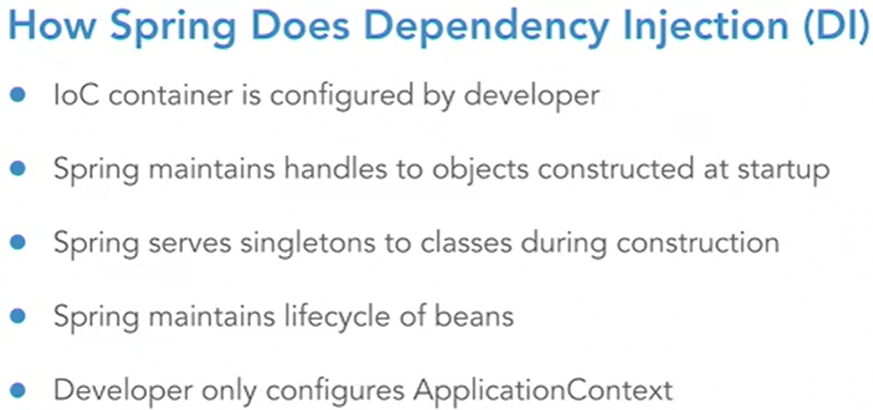 How Spring Does Dependency Injection (DI)
IoC container is configured by developer
Spring maintains handles to objects constructed at startup
Spring serves singletons to classes during construction
Spring maintains lifecycle of beans
Developer only configures ApplicationContext